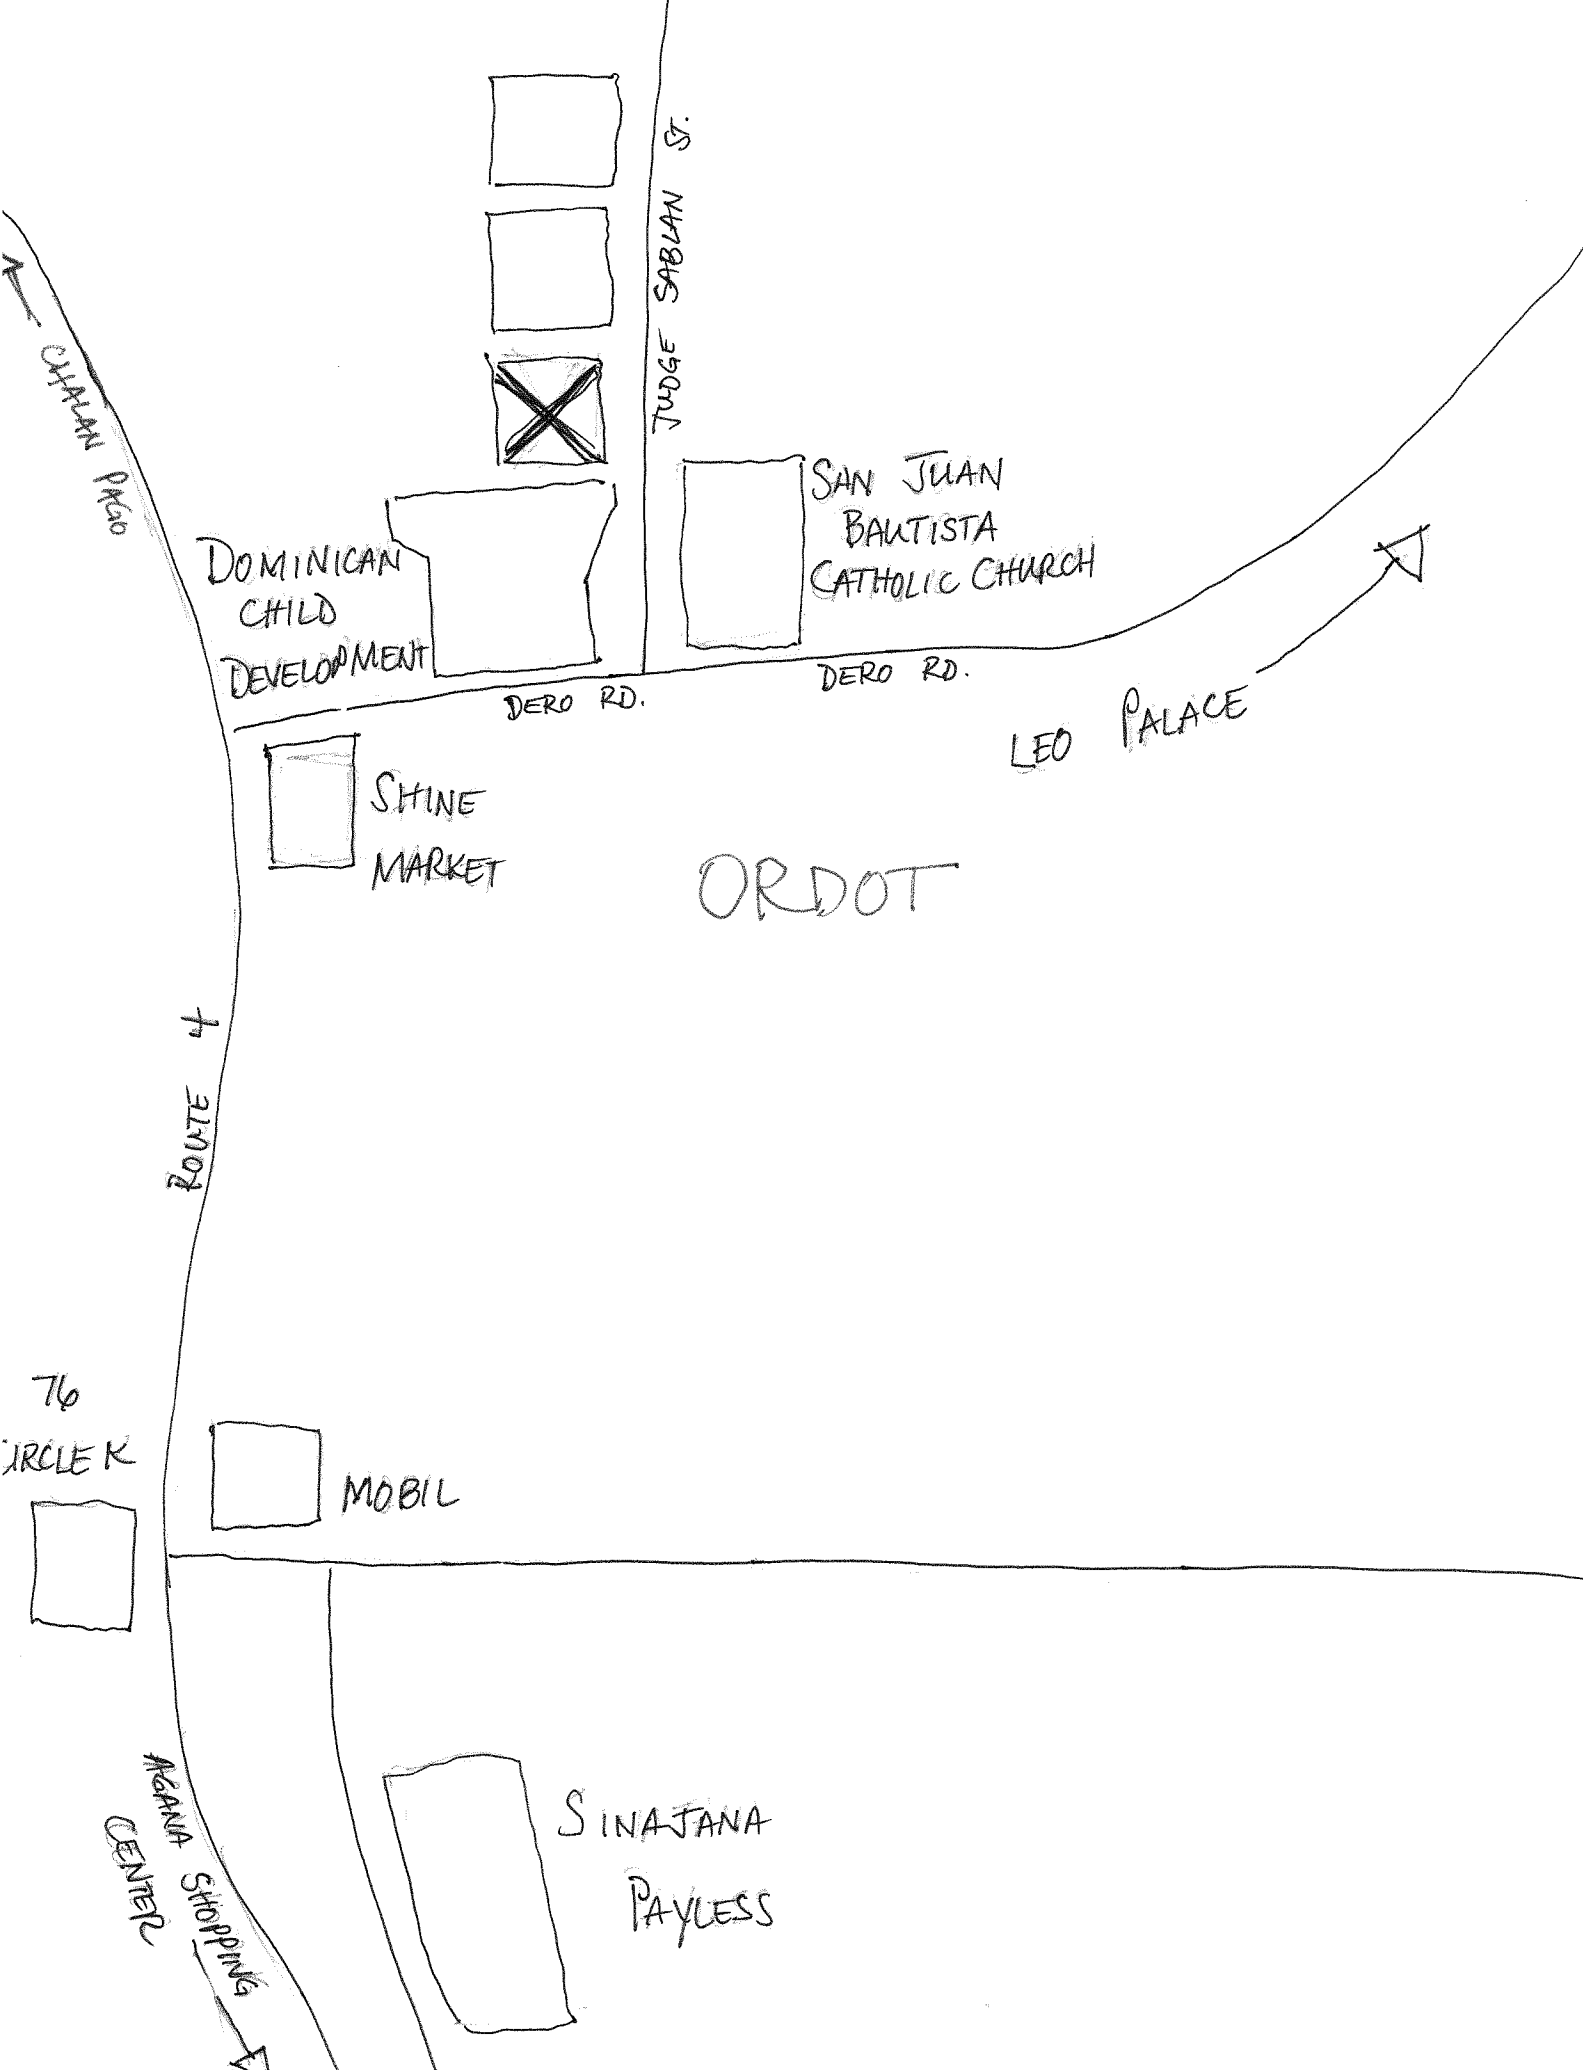 JUDGE SABLAN ST.
CHALAN PAGO
SAN JUAN
BAUTISTA
CATHOLIC CHURCH
DOMINICAN
CHILD
DEVELOPMENT
DERO RD.
DERO RD.
LEO PALACE
SHINE
MARKET
ORDOT
ROUTE 4
76
CIRCLE K
MOBIL
AGANA SHOPPING
CENTER
SINAJANA
PAYLESS